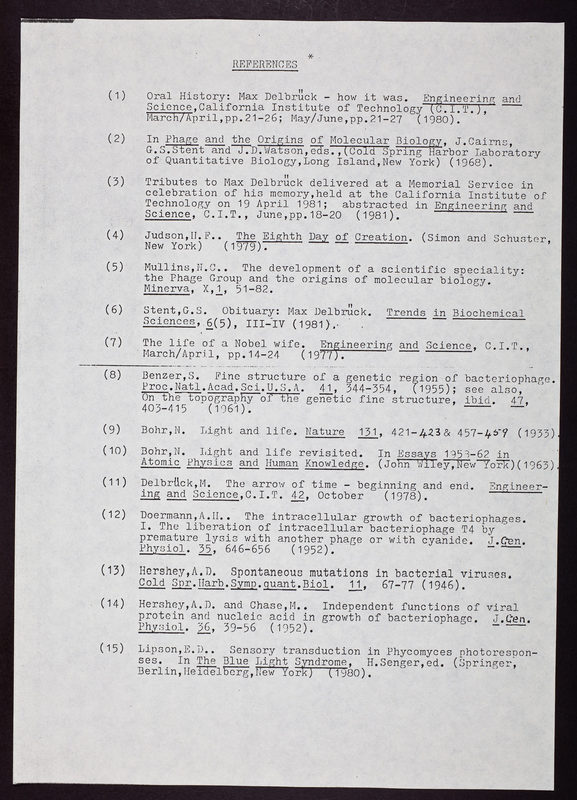 REFERENCES *
(1) Oral History: Max Delbrück - how it was. Engineering and
Science,California Institute of Technology (C.I.T.),
March/April,pp.21-26; May/June,pp.21-27 (1980).
(2) In Phage and the Origins of Molecular Biology, J.Cairns,
G.S.Stent and J.D.Watson,eds.,(Cold Spring Harbor Laboratory
of Quantitative Biology,Long Island,New York) (1968).
(3) Tributes to Max Delbrück delivered at a Memorial Service in
celebration of his memory,held at the California Institute of
Technology on 19 April 1981; abstracted in Engineering and
Science, C.I.T., June,pp.18-20 (1981).
(4) Judson,H.F.. The Eighth Day of Creation. (Simon and Schuster,
New York) (1979).
(5) Mullins,N.C.. The development of a scientific speciality:
the Phage Group and the origins of molecular biology.
Minerva, X,1, 51-82.
(6) Stent,G.S. Obituary: Max Delbrück. Trends in Biochemical
Sciences, 6(5), III-IV (1981).
(7) The life of a Nobel wife. Engineering and Science, C.I.T.,
March/April, pp.14-24 (1977).
(8) Benzer,S. Fine structure of a genetic region of bacteriophage.
Proc.Natl.Acad.Sci.U.S.A. 41, 344-354, (1955); see also,
On the topography of the genetic fine structure, ibid. 47,
403-415 (1961).
(9) Bohr,N. Light and life. Nature 131, 421-423 & 457-459 (1933).
(10) Bohr,N. Light and life revisited. In Essays 1958-62 in
Atomic Physics and Human Knowledge. (John Wiley,New York)(1963).
(11) Delbrück,M. The arrow of time - beginning and end. Engineer-
ing and Science,C.I.T. 42, October (1978).
(12) Doermann,A.H.. The intracellular growth of bacteriophages.
I. The liberation of intracellular bacteriophage T4 by
premature lysis with another phage or with cyanide. J.Gen.
Physiol. 35, 646-656 (1952).
(13) Hershey,A.D. Spontaneous mutations in bacterial viruses.
Cold Spr.Harb.Symp.quant.Biol. 11, 67-77 (1946).
(14) Hershey,A.D. and Chase,M.. Independent functions of viral
protein and nucleic acid in growth of bacteriophage. J.Gen.
Physiol. 36, 39-56 (1952).
(15) Lipson,E.D.. Sensory transduction in Phycomyces photorespon-
ses. In The Blue Light Syndrome, H.Senger,ed. (Springer,
Berlin,Heidelberg,New York) (1980).